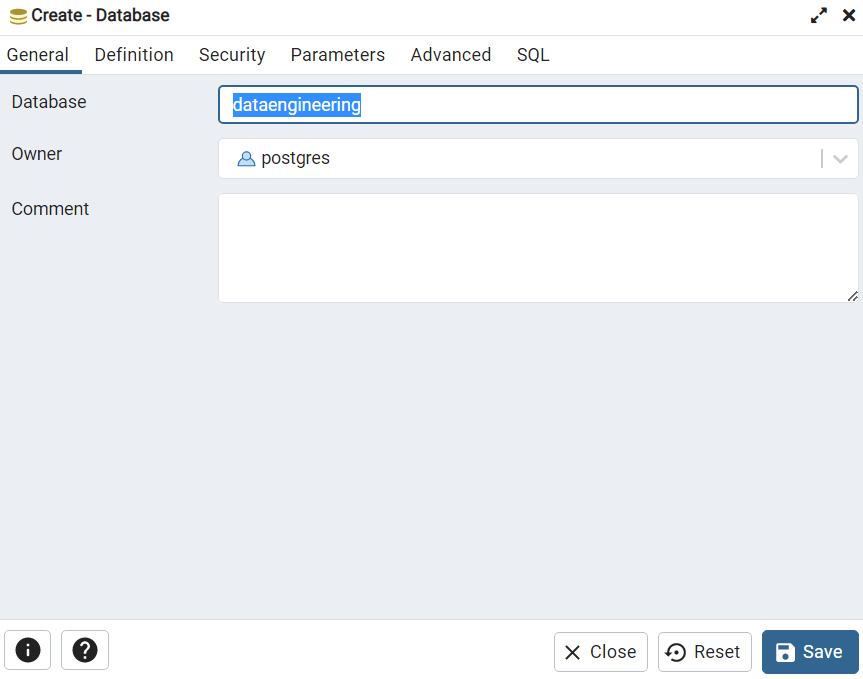 Create - Database
General Definition Security Parameters Advanced SQL
Database dataengineering
Owner postgres
Comment
Close Reset Save